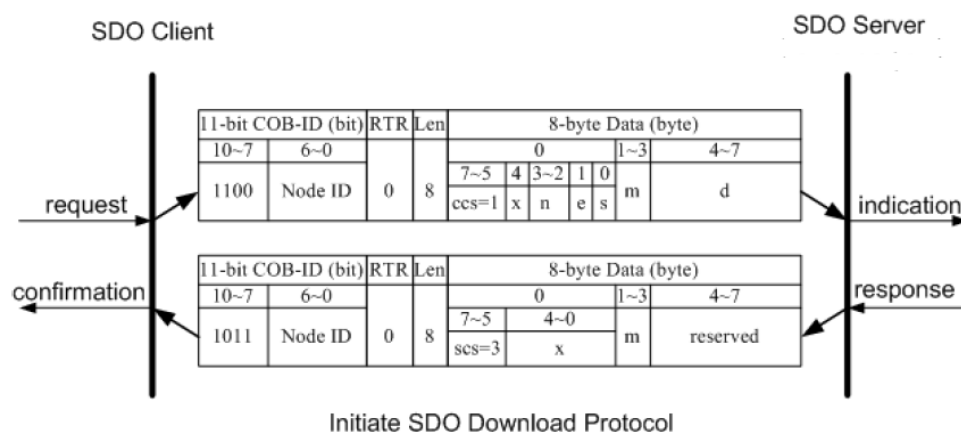 SDO Client
SDO Server
11-bit COB-ID (bit) RTR Len 8-byte Data (byte)
10~7 6~0 0 1~3 4~7
1100 Node ID 0 8 7~5 4 3~2 1 0 m d
ccs=1 x n e s
request
indication
11-bit COB-ID (bit) RTR Len 8-byte Data (byte)
confirmation
10~7 6~0 0 1~3 4~7
response
1011 Node ID 0 8 7~5 4~0 m reserved
scs=3 x
Initiate SDO Download Protocol